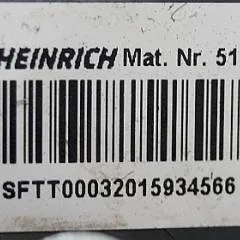 HEINRICH Mat. Nr. 51
SFTT00032015934566